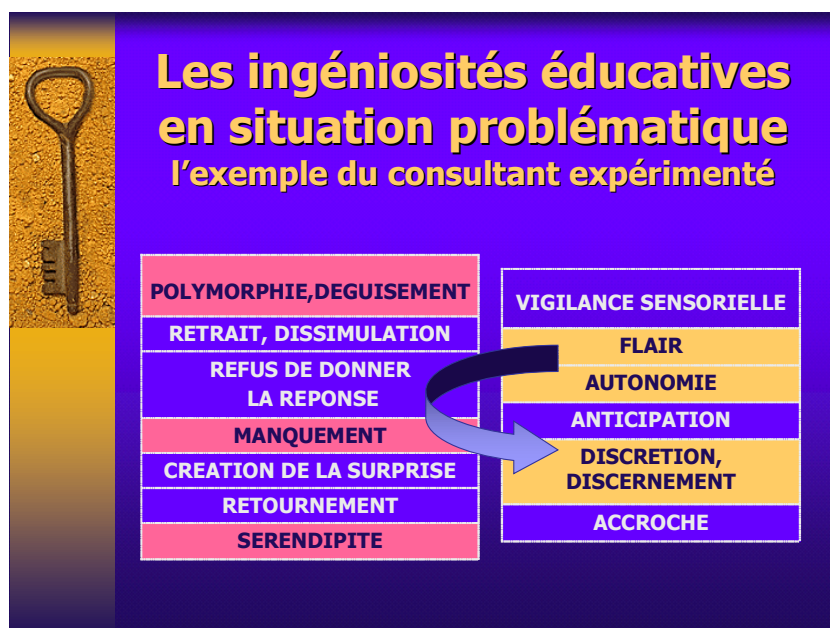 Les ingéniosités éducatives
en situation problématique
l'exemple du consultant expérimenté
POLYMORPHIE,DEGUISEMENT
RETRAIT, DISSIMULATION
REFUS DE DONNER
LA REPONSE
MANQUEMENT
CREATION DE LA SURPRISE
RETOURNEMENT
SERENDIPITE
VIGILANCE SENSORIELLE
FLAIR
AUTONOMIE
ANTICIPATION
DISCRETION,
DISCERNEMENT
ACCROCHE